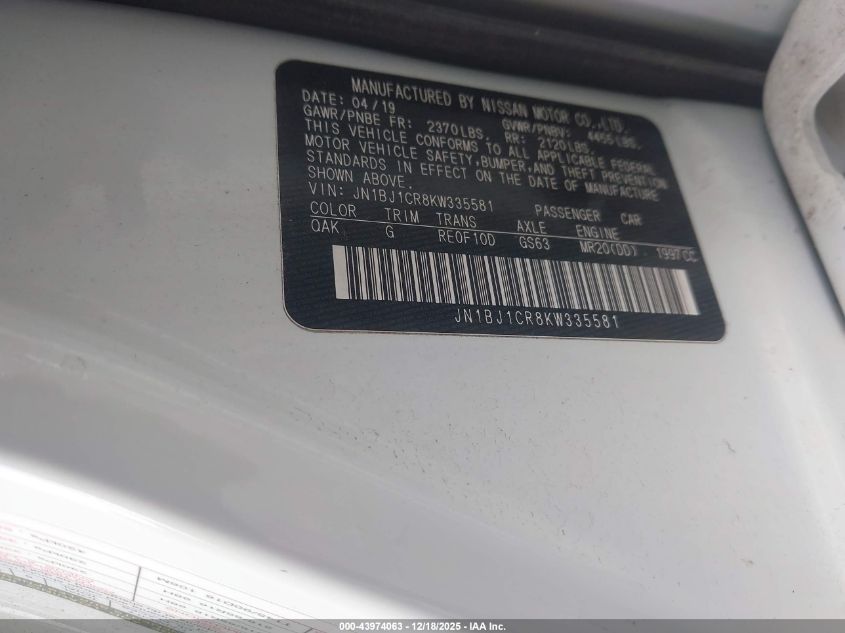 MANUFACTURED BY NISSAN MOTOR CO.,LTD.
DATE: 04/19 GVWR/PNBV: 4455LBS.
GAWR/PNBE FR: 2370LBS. RR: 2120LBS.
THIS VEHICLE CONFORMS TO ALL APPLICABLE FEDERAL
MOTOR VEHICLE SAFETY,BUMPER,AND THEFT PREVENTION
STANDARDS IN EFFECT ON THE DATE OF MANUFACTURE
SHOWN ABOVE.
VIN: JN1BJ1CR8KW335581 PASSENGER CAR
COLOR TRIM TRANS AXLE ENGINE
QAK G RE0F10D GS63 MR20(DD) 1997CC
JN1BJ1CR8KW335581
000-43974063 - 12/18/2025 - IAA Inc.